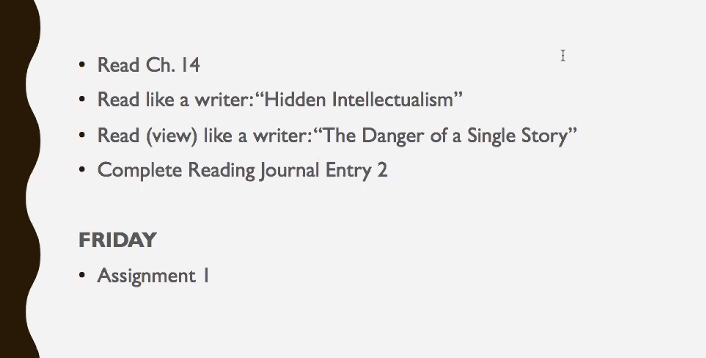 • Read Ch. 14
• Read like a writer: “Hidden Intellectualism”
• Read (view) like a writer: “The Danger of a Single Story”
• Complete Reading Journal Entry 2
FRIDAY
• Assignment 1